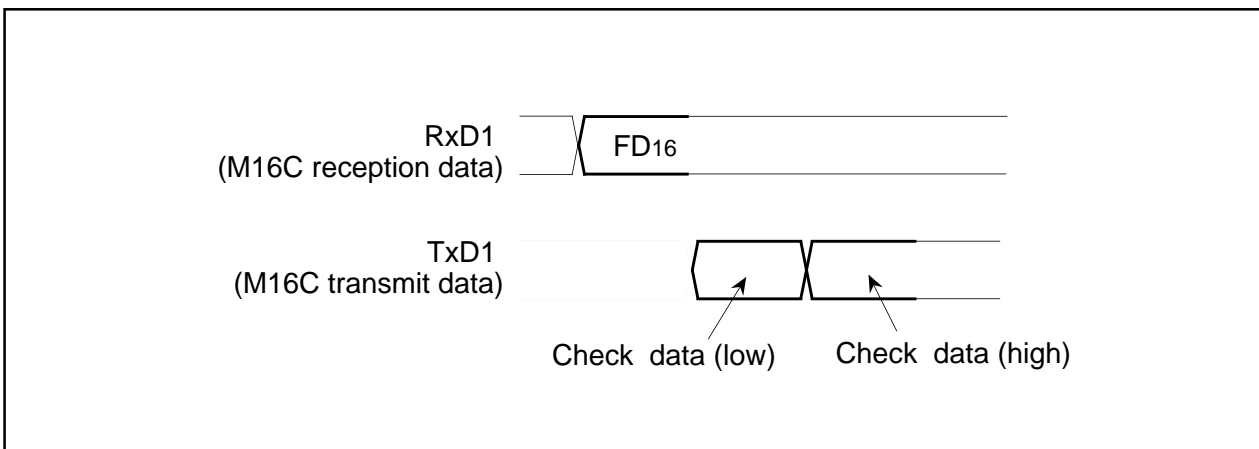 RxD1
(M16C reception data)
FD16
TxD1
(M16C transmit data)
Check data (low)
Check data (high)